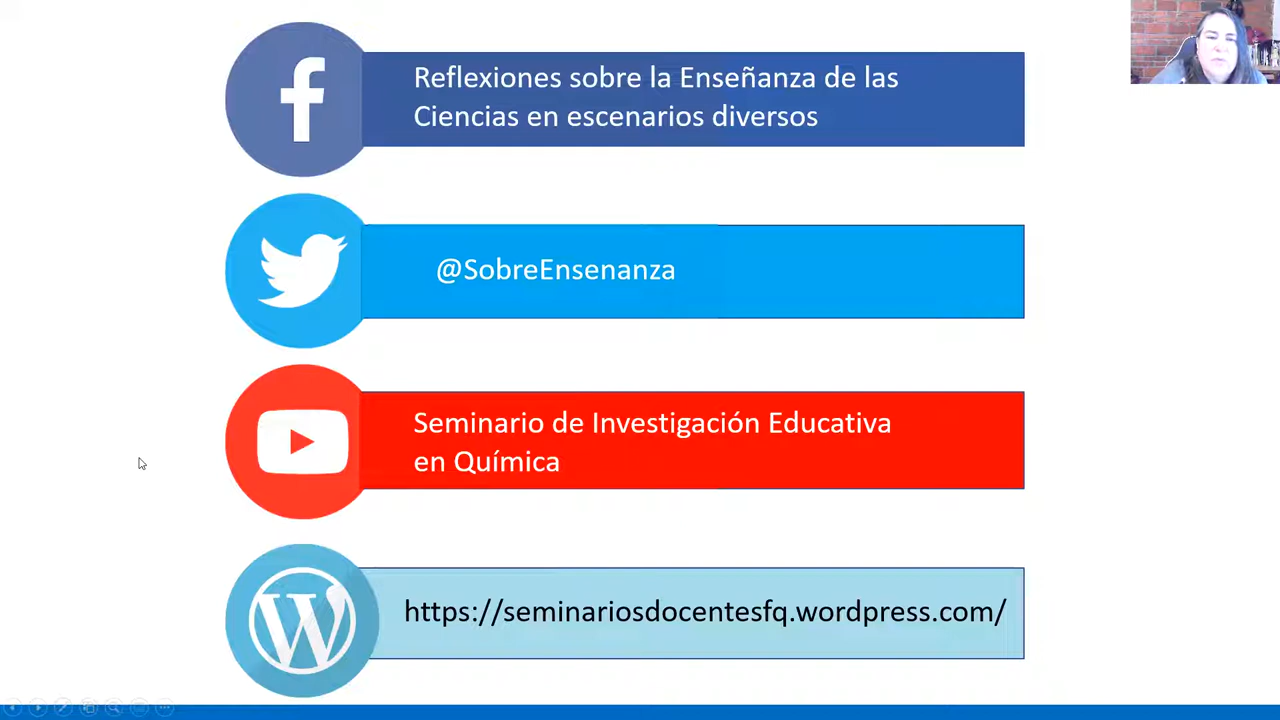 Reflexiones sobre la Enseñanza de las
Ciencias en escenarios diversos
@SobreEnsenanza
Seminario de Investigación Educativa
en Química
https://seminariosdocentesfq.wordpress.com/